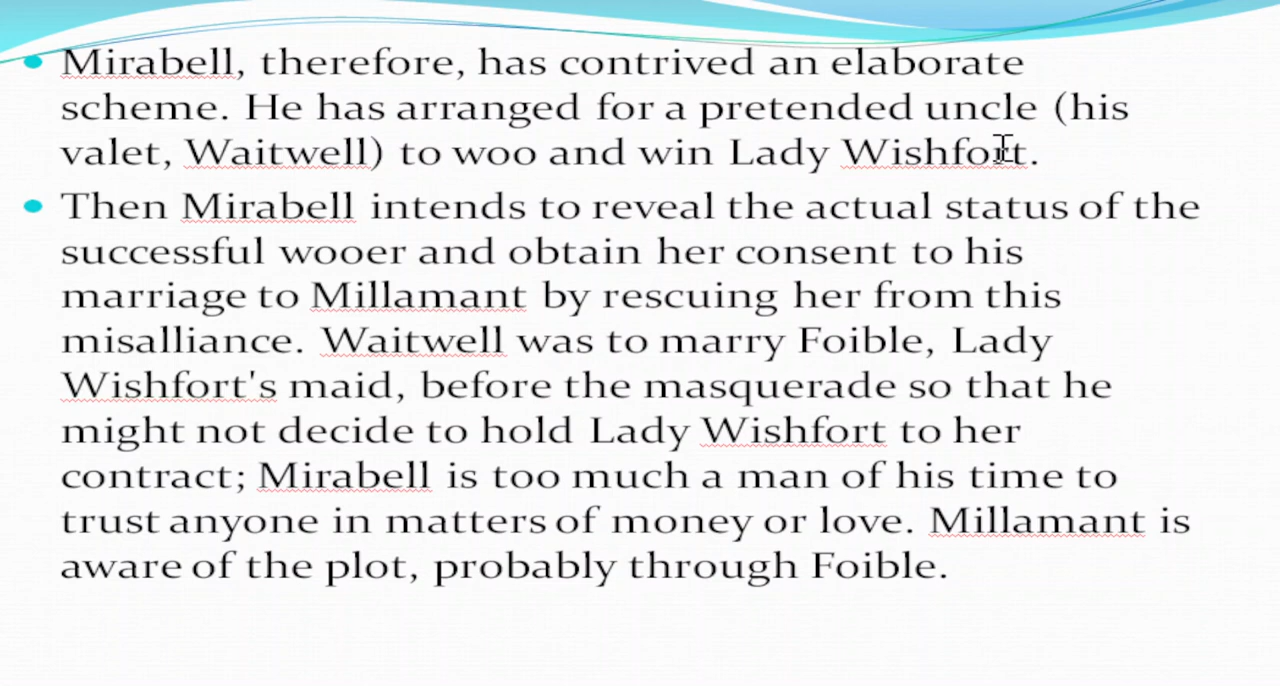 Mirabell, therefore, has contrived an elaborate
scheme. He has arranged for a pretended uncle (his
valet, Waitwell) to woo and win Lady Wishfort.
Then Mirabell intends to reveal the actual status of the
successful wooer and obtain her consent to his
marriage to Millamant by rescuing her from this
misalliance. Waitwell was to marry Foible, Lady
Wishfort's maid, before the masquerade so that he
might not decide to hold Lady Wishfort to her
contract; Mirabell is too much a man of his time to
trust anyone in matters of money or love. Millamant is
aware of the plot, probably through Foible.